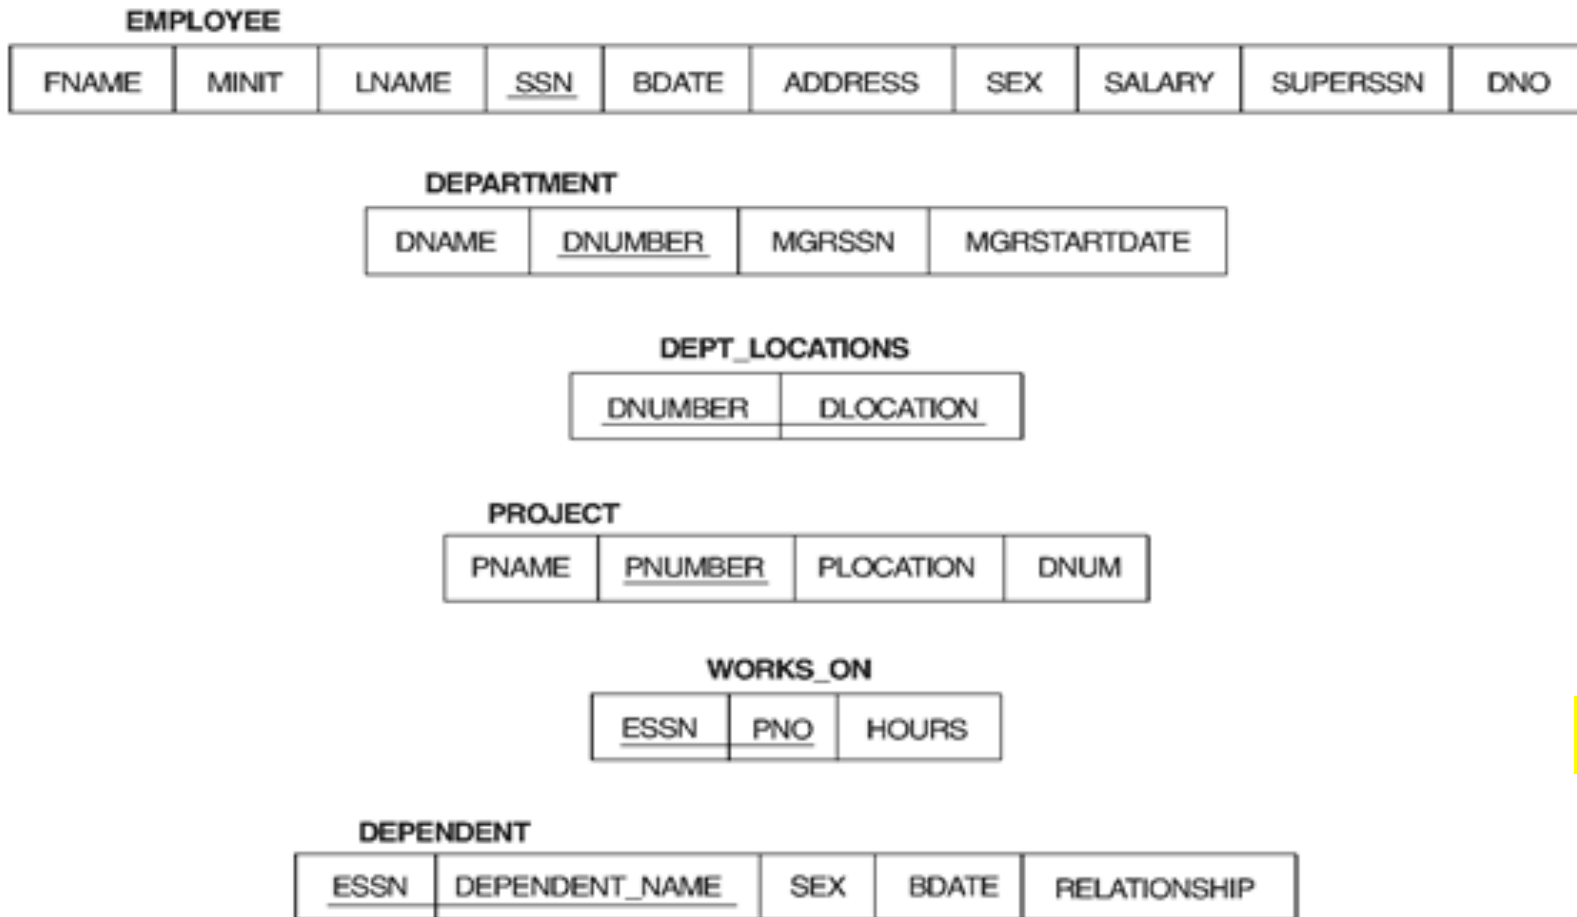 EMPLOYEE
FNAME MINIT LNAME SSN BDATE ADDRESS SEX SALARY SUPERSSN DNO
DEPARTMENT
DNAME DNUMBER MGRSSN MGRSTARTDATE
DEPT_LOCATIONS
DNUMBER DLOCATION
PROJECT
PNAME PNUMBER PLOCATION DNUM
WORKS_ON
ESSN PNO HOURS
DEPENDENT
ESSN DEPENDENT_NAME SEX BDATE RELATIONSHIP